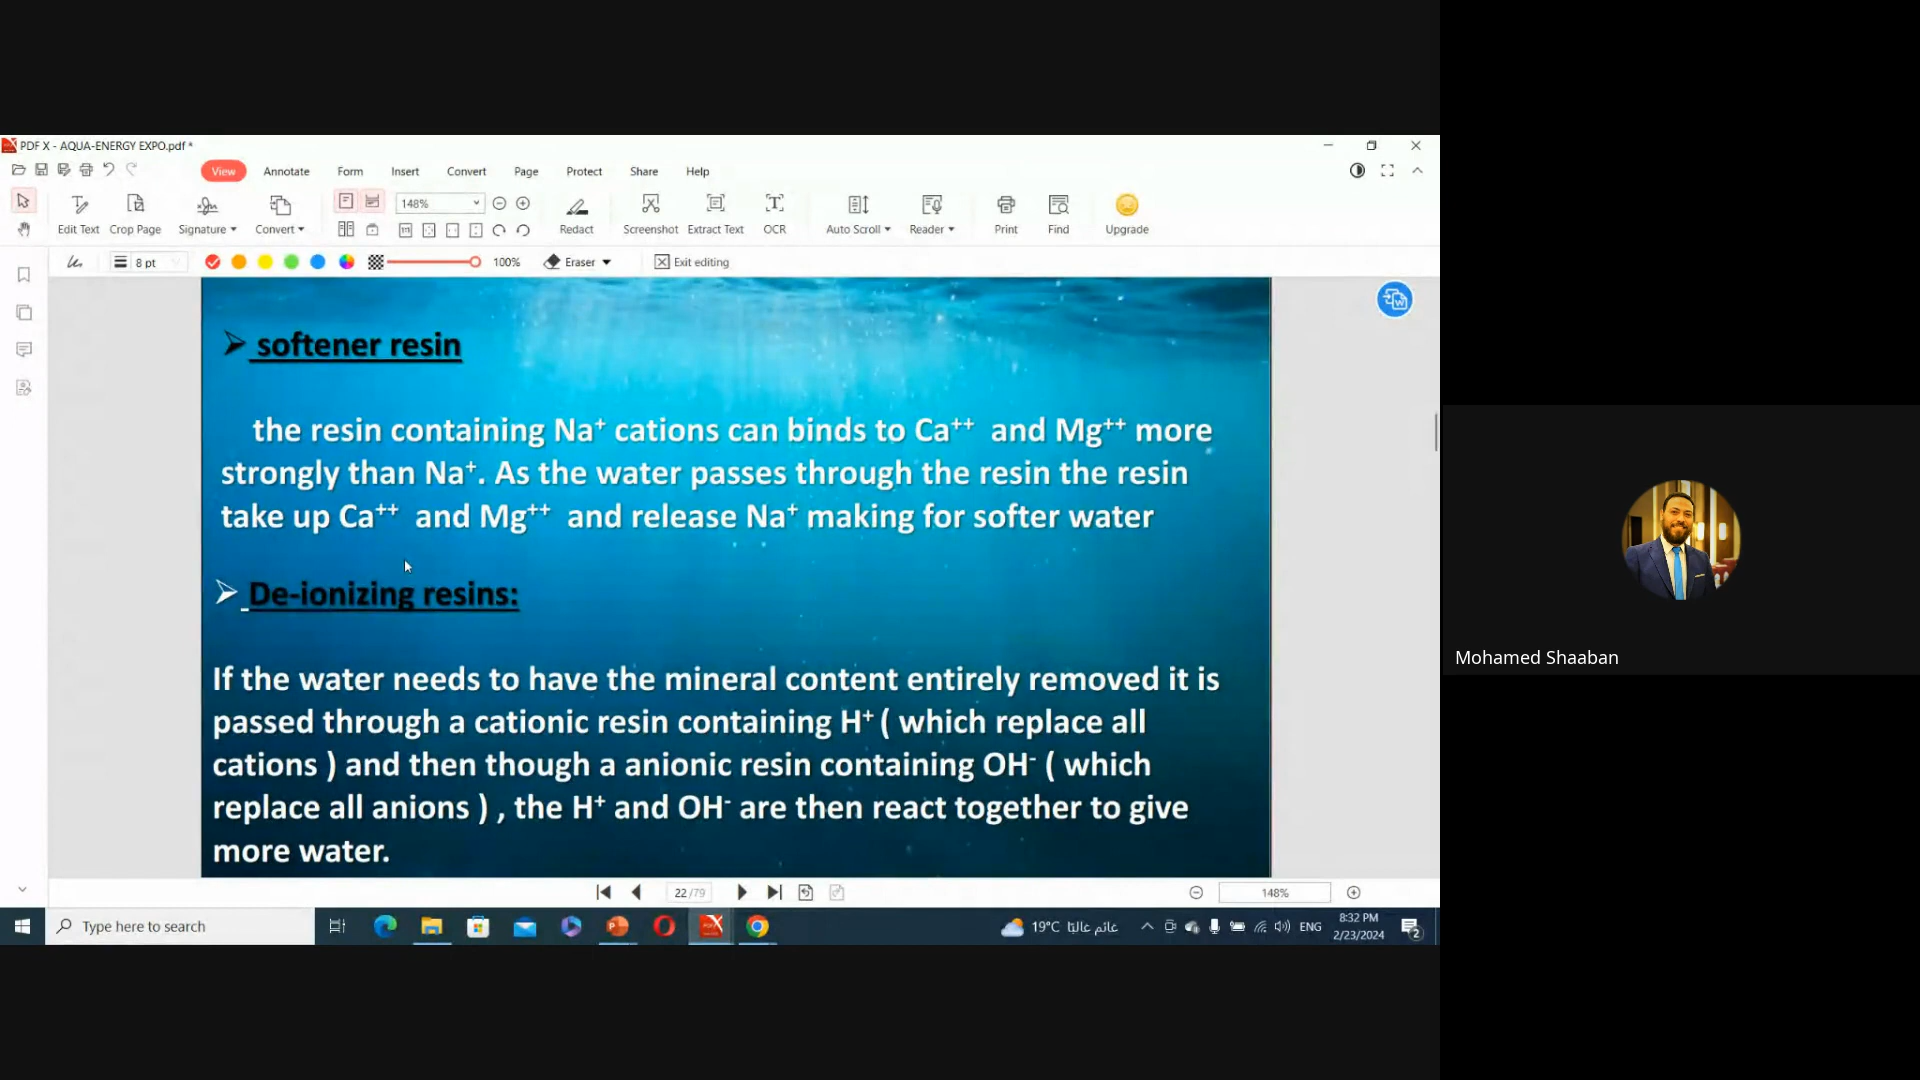 PDF X - AQUA-ENERGY EXPO.pdf *
View Annotate Form Insert Convert Page Protect Share Help
148%
Edit Text Crop Page Signature Convert Redact Screenshot Extract Text OCR Auto Scroll Reader Print Find Upgrade
8 pt 100% Eraser Exit editing
➢ softener resin
the resin containing Na⁺ cations can binds to Ca⁺⁺ and Mg⁺⁺ more
strongly than Na⁺. As the water passes through the resin the resin
take up Ca⁺⁺ and Mg⁺⁺ and release Na⁺ making for softer water
➢ De-ionizing resins:
If the water needs to have the mineral content entirely removed it is
passed through a cationic resin containing H⁺ ( which replace all
cations ) and then though a anionic resin containing OH⁻ ( which
replace all anions ) , the H⁺ and OH⁻ are then react together to give
more water.
Mohamed Shaaban
22 /79
148%
Type here to search
19°C غائم غالبًا
ENG
8:32 PM
2/23/2024
2